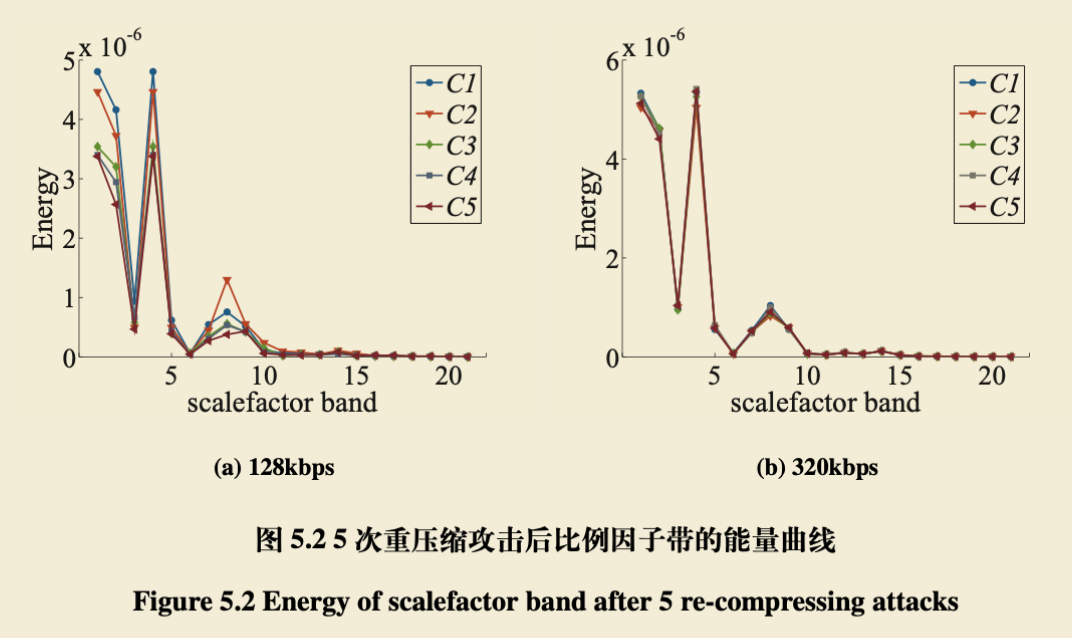 x 10-6
5
4
3
2
1
0
Energy
5 10 15 20
scalefactor band
C1
C2
C3
C4
C5
(a) 128kbps
x 10-6
6
4
2
0
Energy
5 10 15 20
scalefactor band
C1
C2
C3
C4
C5
(b) 320kbps
图 5.2 5 次重压缩攻击后比例因子带的能量曲线
Figure 5.2 Energy of scalefactor band after 5 re-compressing attacks